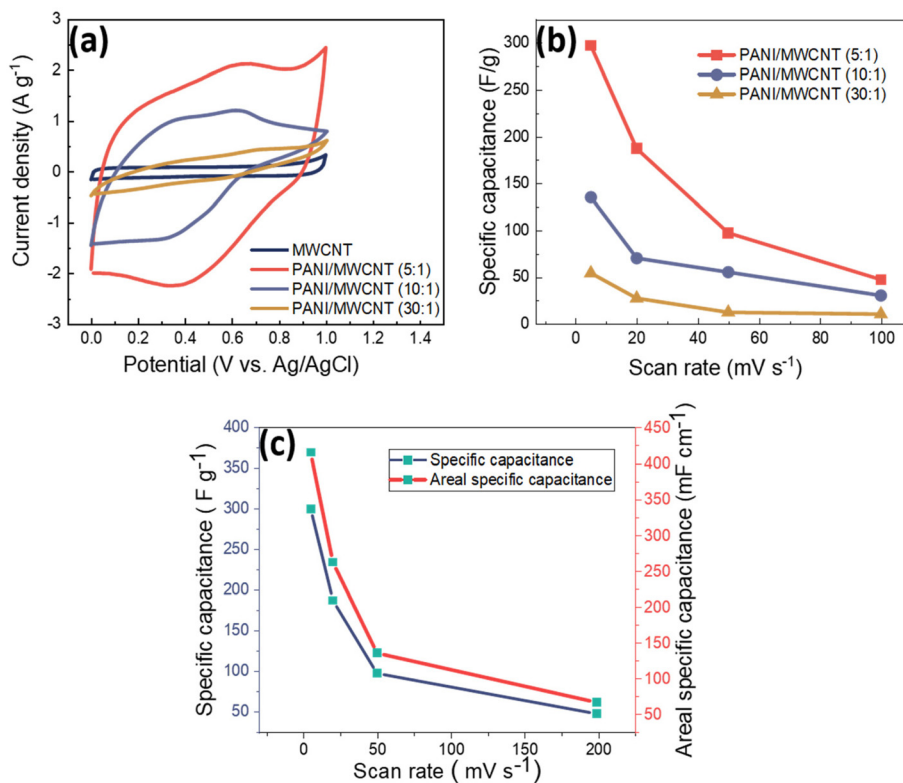 (a)
3
2
1
0
-1
-2
-3
Current density (A g⁻¹)
0.0 0.2 0.4 0.6 0.8 1.0 1.2 1.4
Potential (V vs. Ag/AgCl)
MWCNT
PANI/MWCNT (5:1)
PANI/MWCNT (10:1)
PANI/MWCNT (30:1)
(b)
300
250
200
150
100
50
0
Specific capacitance (F/g)
0 20 40 60 80 100
Scan rate (mV s⁻¹)
PANI/MWCNT (5:1)
PANI/MWCNT (10:1)
PANI/MWCNT (30:1)
(c)
400
350
300
250
200
150
100
50
Specific capacitance ( F g⁻¹)
450
400
350
300
250
200
150
100
50
Areal specific capacitance (mF cm⁻¹)
0 50 100 150 200
Scan rate ( mV s⁻¹)
Specific capacitance
Areal specific capacitance